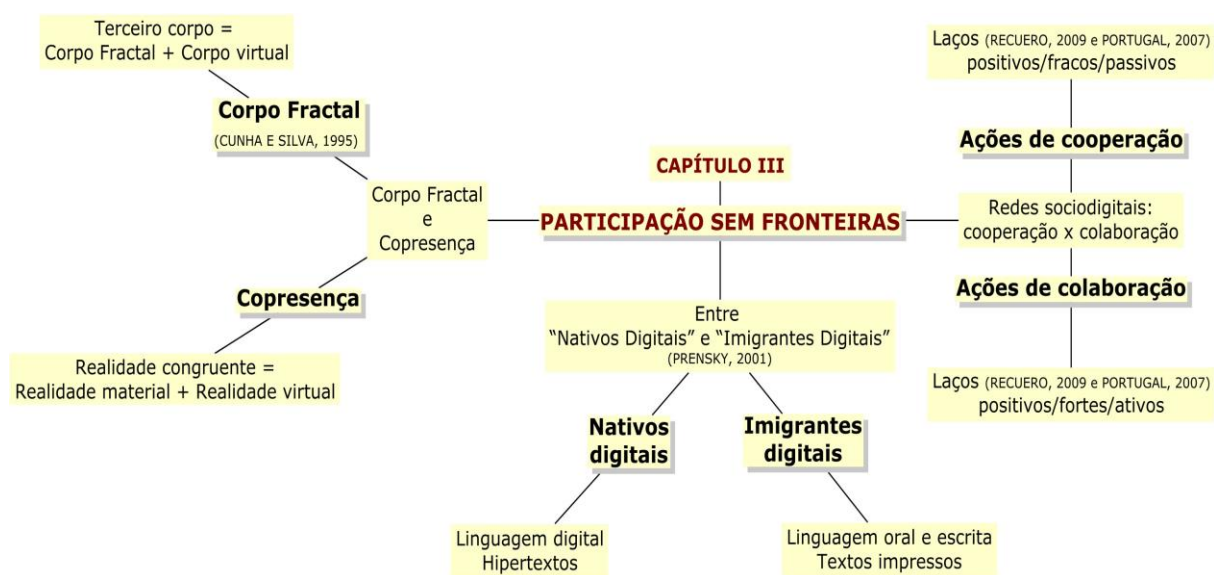 Terceiro corpo =
Corpo Fractal + Corpo virtual
Corpo Fractal
(CUNHA E SILVA, 1995)
Corpo Fractal
e
Copresença
Copresença
Realidade congruente =
Realidade material + Realidade virtual
CAPÍTULO III
PARTICIPAÇÃO SEM FRONTEIRAS
Entre
“Nativos Digitais” e “Imigrantes Digitais”
(PRENSKY, 2001)
Nativos
digitais
Linguagem digital
Hipertextos
Imigrantes
digitais
Linguagem oral e escrita
Textos impressos
Laços (RECUERO, 2009 e PORTUGAL, 2007)
positivos/fracos/passivos
Ações de cooperação
Redes sociodigitais:
cooperação x colaboração
Ações de colaboração
Laços (RECUERO, 2009 e PORTUGAL, 2007)
positivos/fortes/ativos